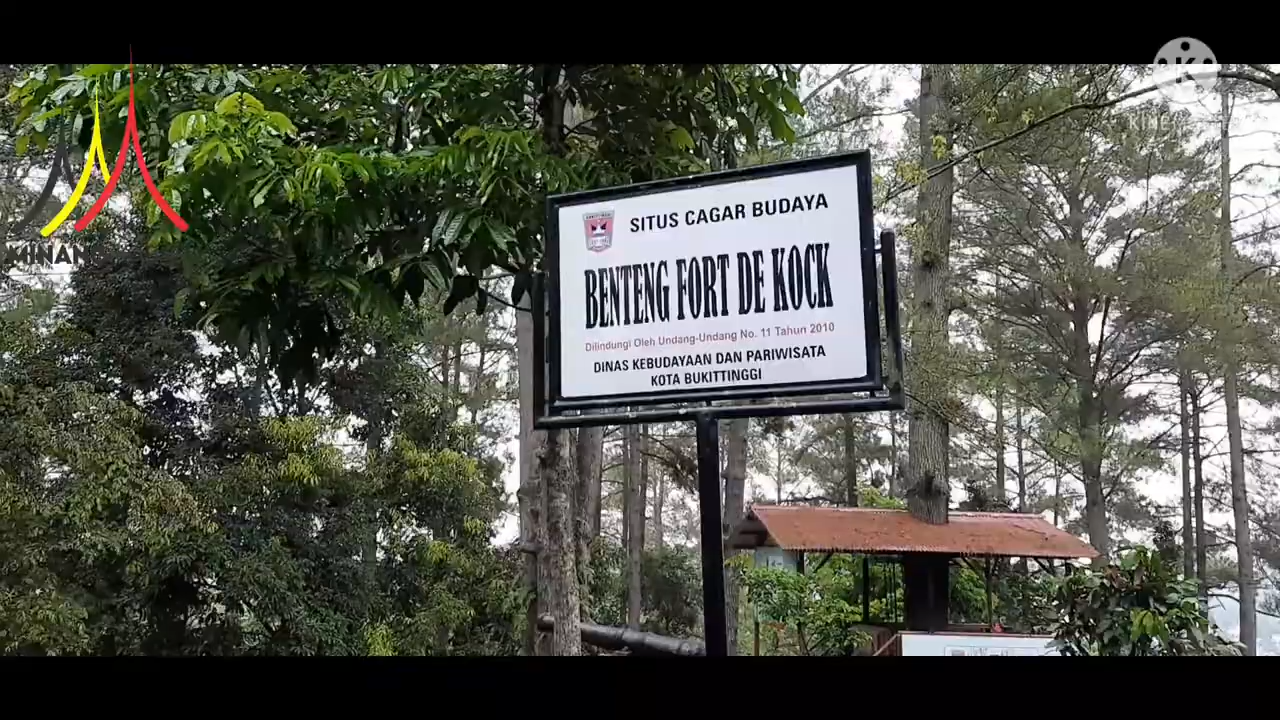 SITUS CAGAR BUDAYA
BENTENG FORT DE KOCK
Dilindungi Oleh Undang-Undang No. 11 Tahun 2010
DINAS KEBUDAYAAN DAN PARIWISATA
KOTA BUKITTINGGI